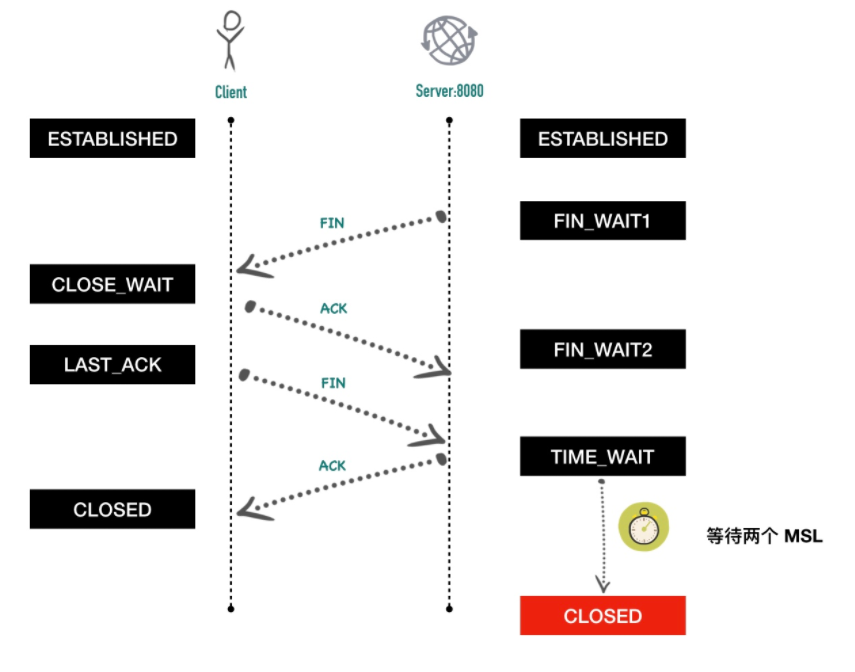 Client
Server:8080
ESTABLISHED
ESTABLISHED
FIN
FIN_WAIT1
CLOSE_WAIT
ACK
FIN_WAIT2
LAST_ACK
FIN
TIME_WAIT
ACK
CLOSED
等待两个 MSL
CLOSED